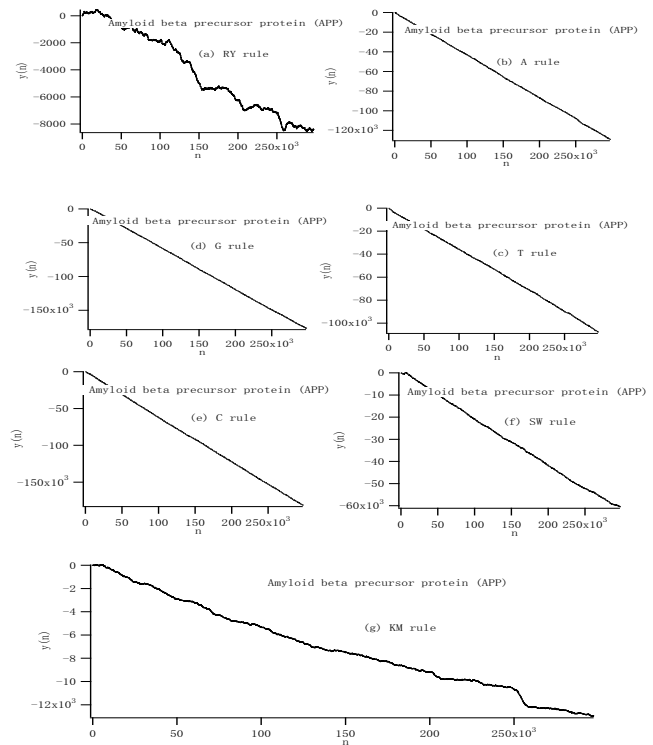 Amyloid beta precursor protein (APP)
(a) RY rule
y(n)
0
−2000
−4000
−6000
−8000
0 50 100 150 200 250x10³
n
Amyloid beta precursor protein (APP)
(b) A rule
y(n)
0
−20
−40
−60
−80
−100
−120x10³
0 50 100 150 200 250x10³
n
Amyloid beta precursor protein (APP)
(d) G rule
y(n)
0
−50
−100
−150x10³
0 50 100 150 200 250x10³
n
Amyloid beta precursor protein (APP)
(c) T rule
y(n)
0
−20
−40
−60
−80
−100x10³
0 50 100 150 200 250x10³
n
Amyloid beta precursor protein (APP)
(e) C rule
y(n)
0
−50
−100
−150x10³
0 50 100 150 200 250x10³
n
Amyloid beta precursor protein (APP)
(f) SW rule
y(n)
0
−10
−20
−30
−40
−50
−60x10³
0 50 100 150 200 250x10³
n
Amyloid beta precursor protein (APP)
(g) KM rule
y(n)
0
−2
−4
−6
−8
−10
−12x10³
0 50 100 150 200 250x10³
n